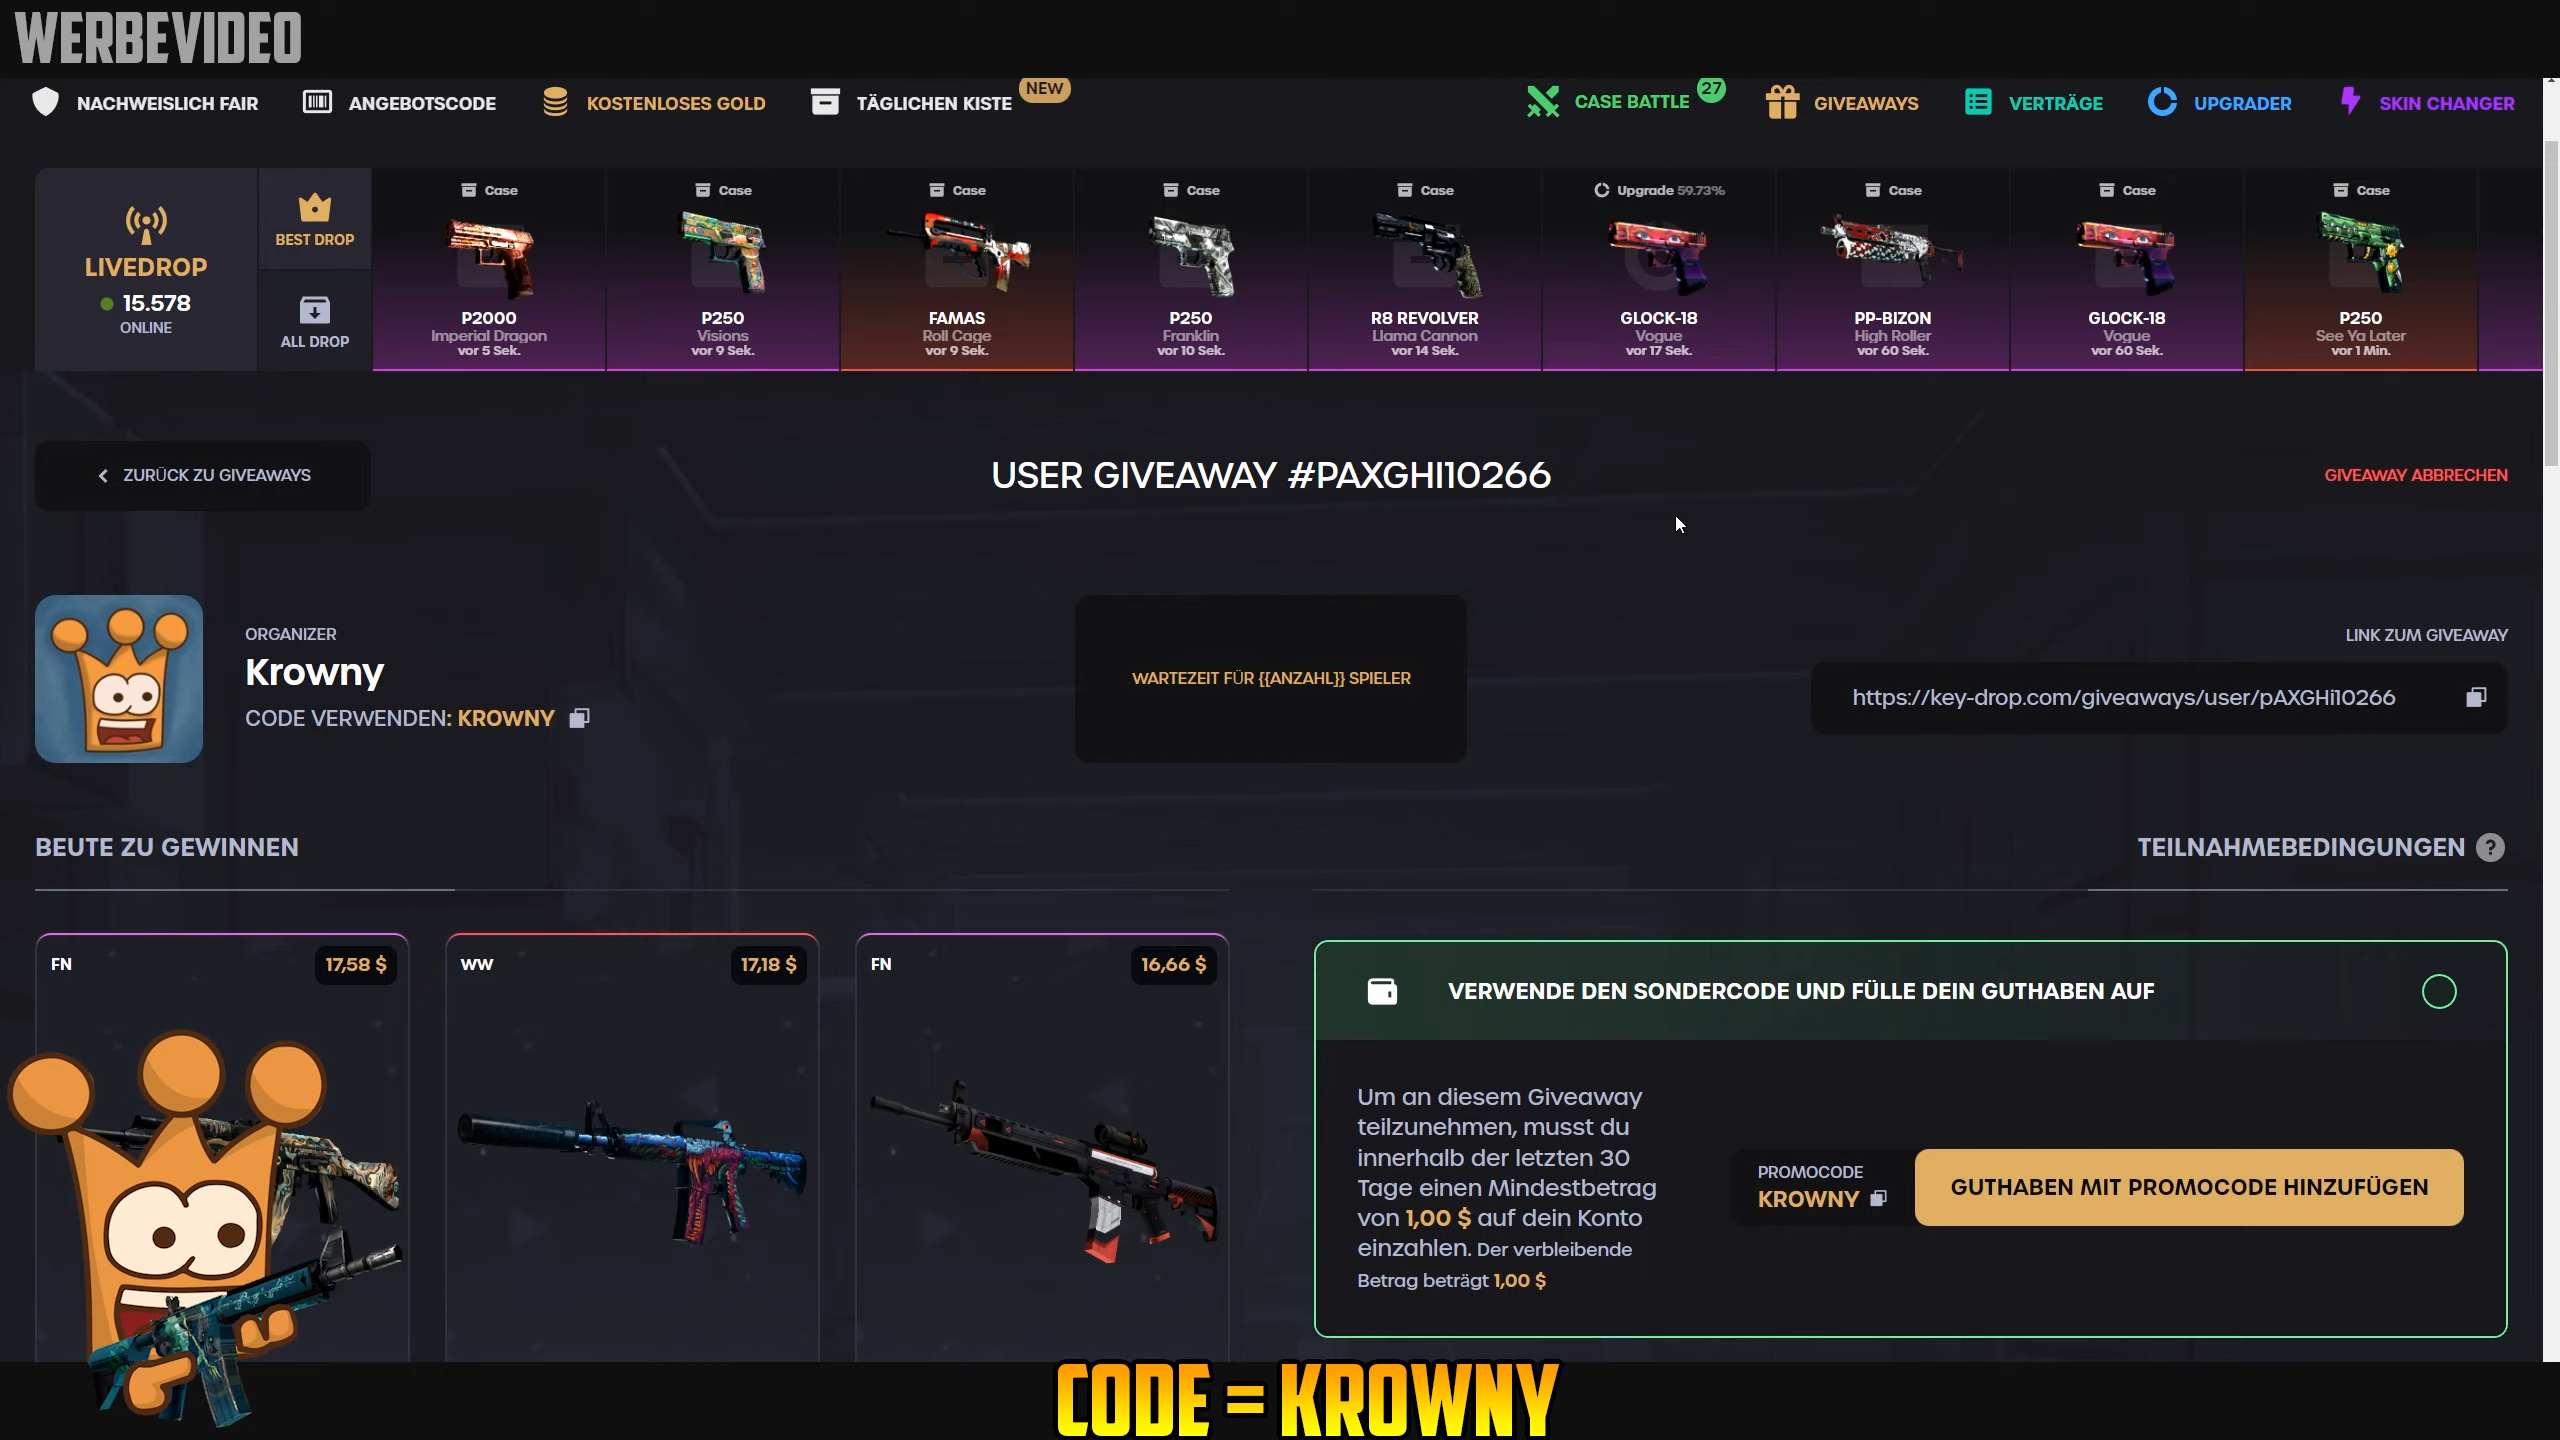 WERBEVIDEO
NACHWEISLICH FAIR
ANGEBOTSCODE
KOSTENLOSES GOLD
TÄGLICHEN KISTE
NEW
CASE BATTLE
27
GIVEAWAYS
VERTRÄGE
UPGRADER
SKIN CHANGER
LIVEDROP
15.578
ONLINE
BEST DROP
ALL DROP
Case
P2000
Imperial Dragon
vor 5 Sek.
Case
P250
Visions
vor 9 Sek.
Case
FAMAS
Roll Cage
vor 9 Sek.
Case
P250
Franklin
vor 10 Sek.
Case
R8 REVOLVER
Llama Cannon
vor 14 Sek.
Upgrade 59.73%
GLOCK-18
Vogue
vor 17 Sek.
Case
PP-BIZON
High Roller
vor 60 Sek.
Case
GLOCK-18
Vogue
vor 60 Sek.
Case
P250
See Ya Later
vor 1 Min.
ZURÜCK ZU GIVEAWAYS
USER GIVEAWAY #PAXGHI10266
GIVEAWAY ABBRECHEN
ORGANIZER
Krowny
CODE VERWENDEN: KROWNY
WARTEZEIT FÜR {{ANZAHL}} SPIELER
LINK ZUM GIVEAWAY
https://key-drop.com/giveaways/user/pAXGHi10266
BEUTE ZU GEWINNEN
TEILNAHMEBEDINGUNGEN ?
FN
17,58 $
WW
17,18 $
FN
16,66 $
VERWENDE DEN SONDERCODE UND FÜLLE DEIN GUTHABEN AUF
Um an diesem Giveaway
teilzunehmen, musst du
innerhalb der letzten 30
Tage einen Mindestbetrag
von 1,00 $ auf dein Konto
einzahlen. Der verbleibende
Betrag beträgt 1,00 $
PROMOCODE
KROWNY
GUTHABEN MIT PROMOCODE HINZUFÜGEN
CODE = KROWNY